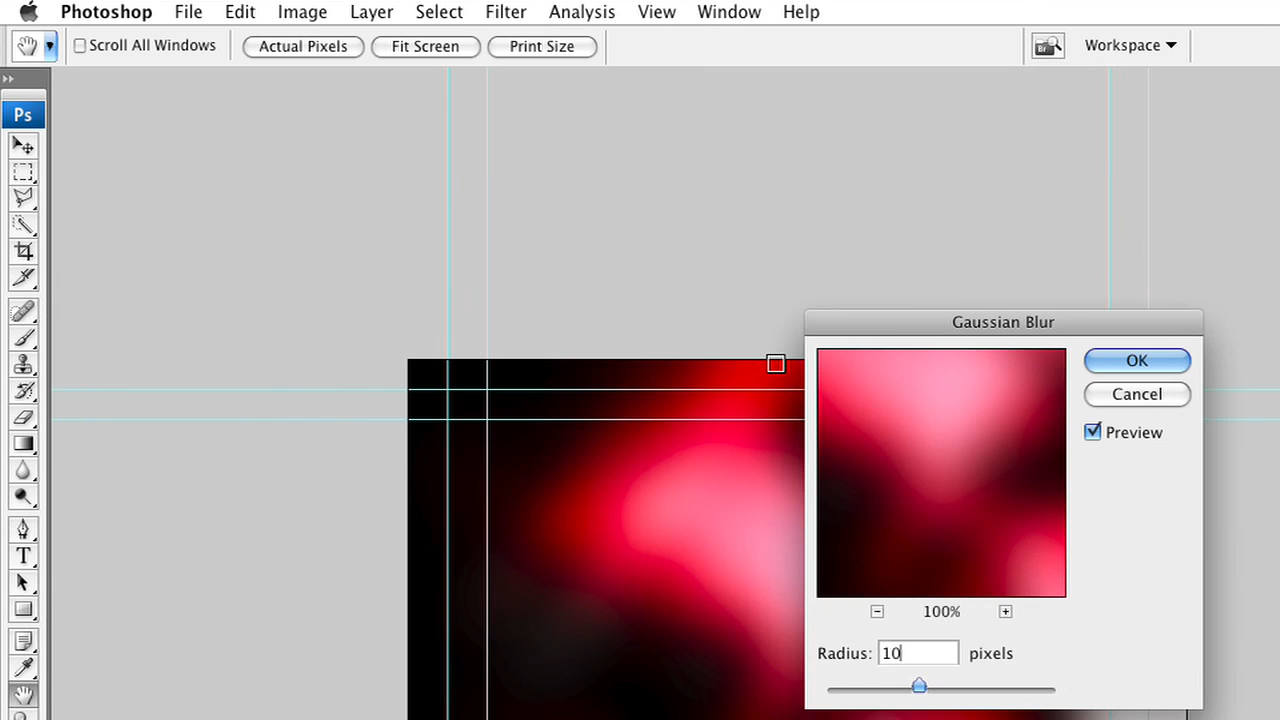 Photoshop File Edit Image Layer Select Filter Analysis View Window Help
Scroll All Windows Actual Pixels Fit Screen Print Size Br Workspace
Ps
Gaussian Blur
OK
Cancel
Preview
100%
Radius: 10 pixels
T